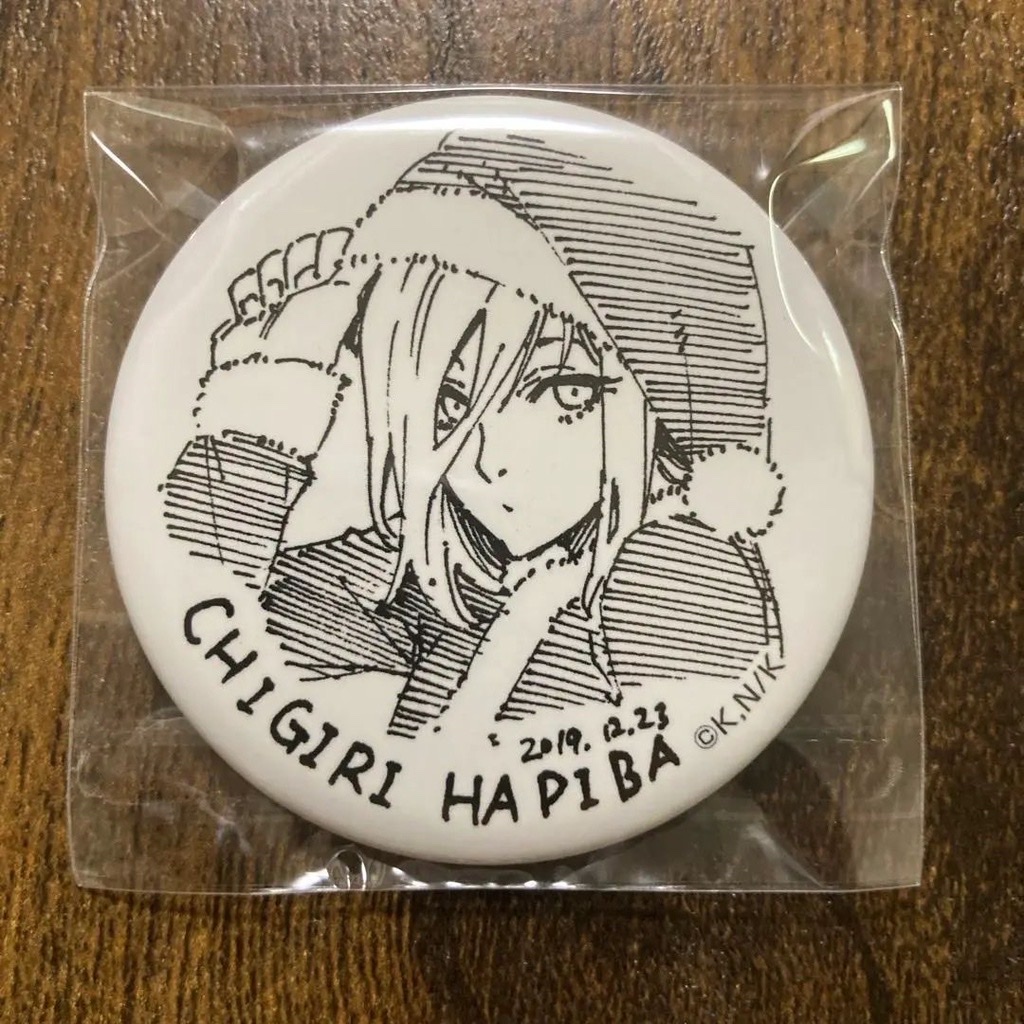 2019.12.23
CHIGIRI HAPIBA
©K,N/K